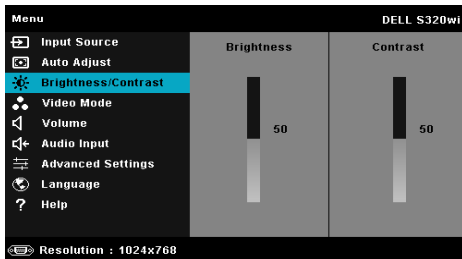 Menu DELL S320wi
Input Source
Auto Adjust
Brightness/Contrast
Video Mode
Volume
Audio Input
Advanced Settings
Language
? Help
Brightness Contrast
50 50
Resolution : 1024x768